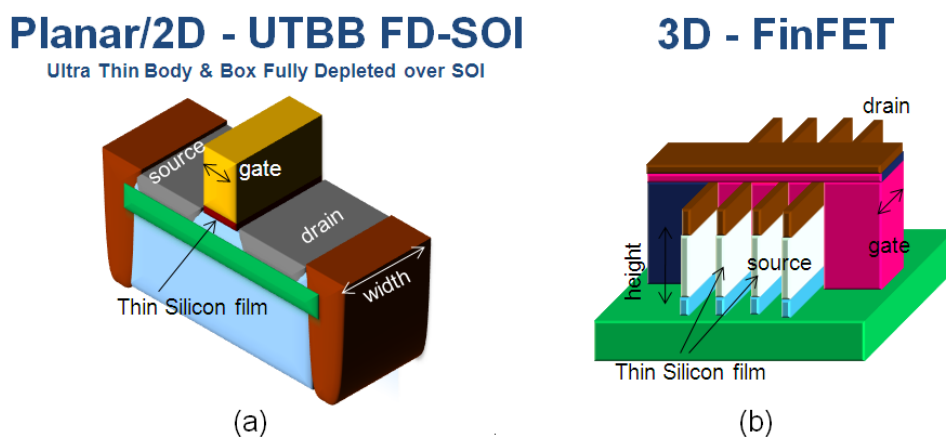 Planar/2D - UTBB FD-SOI
Ultra Thin Body & Box Fully Depleted over SOI
source
gate
drain
width
Thin Silicon film
(a)
3D - FinFET
drain
gate
height
source
Thin Silicon film
(b)